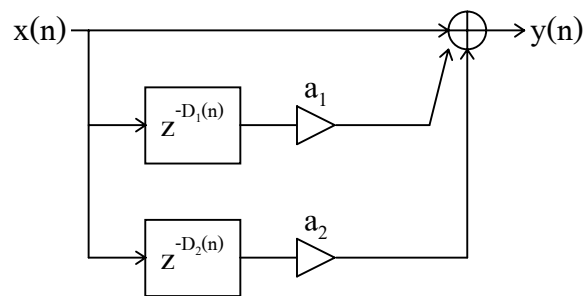 x(n) y(n)
a₁
z^-D₁(n)
a₂
z^-D₂(n)